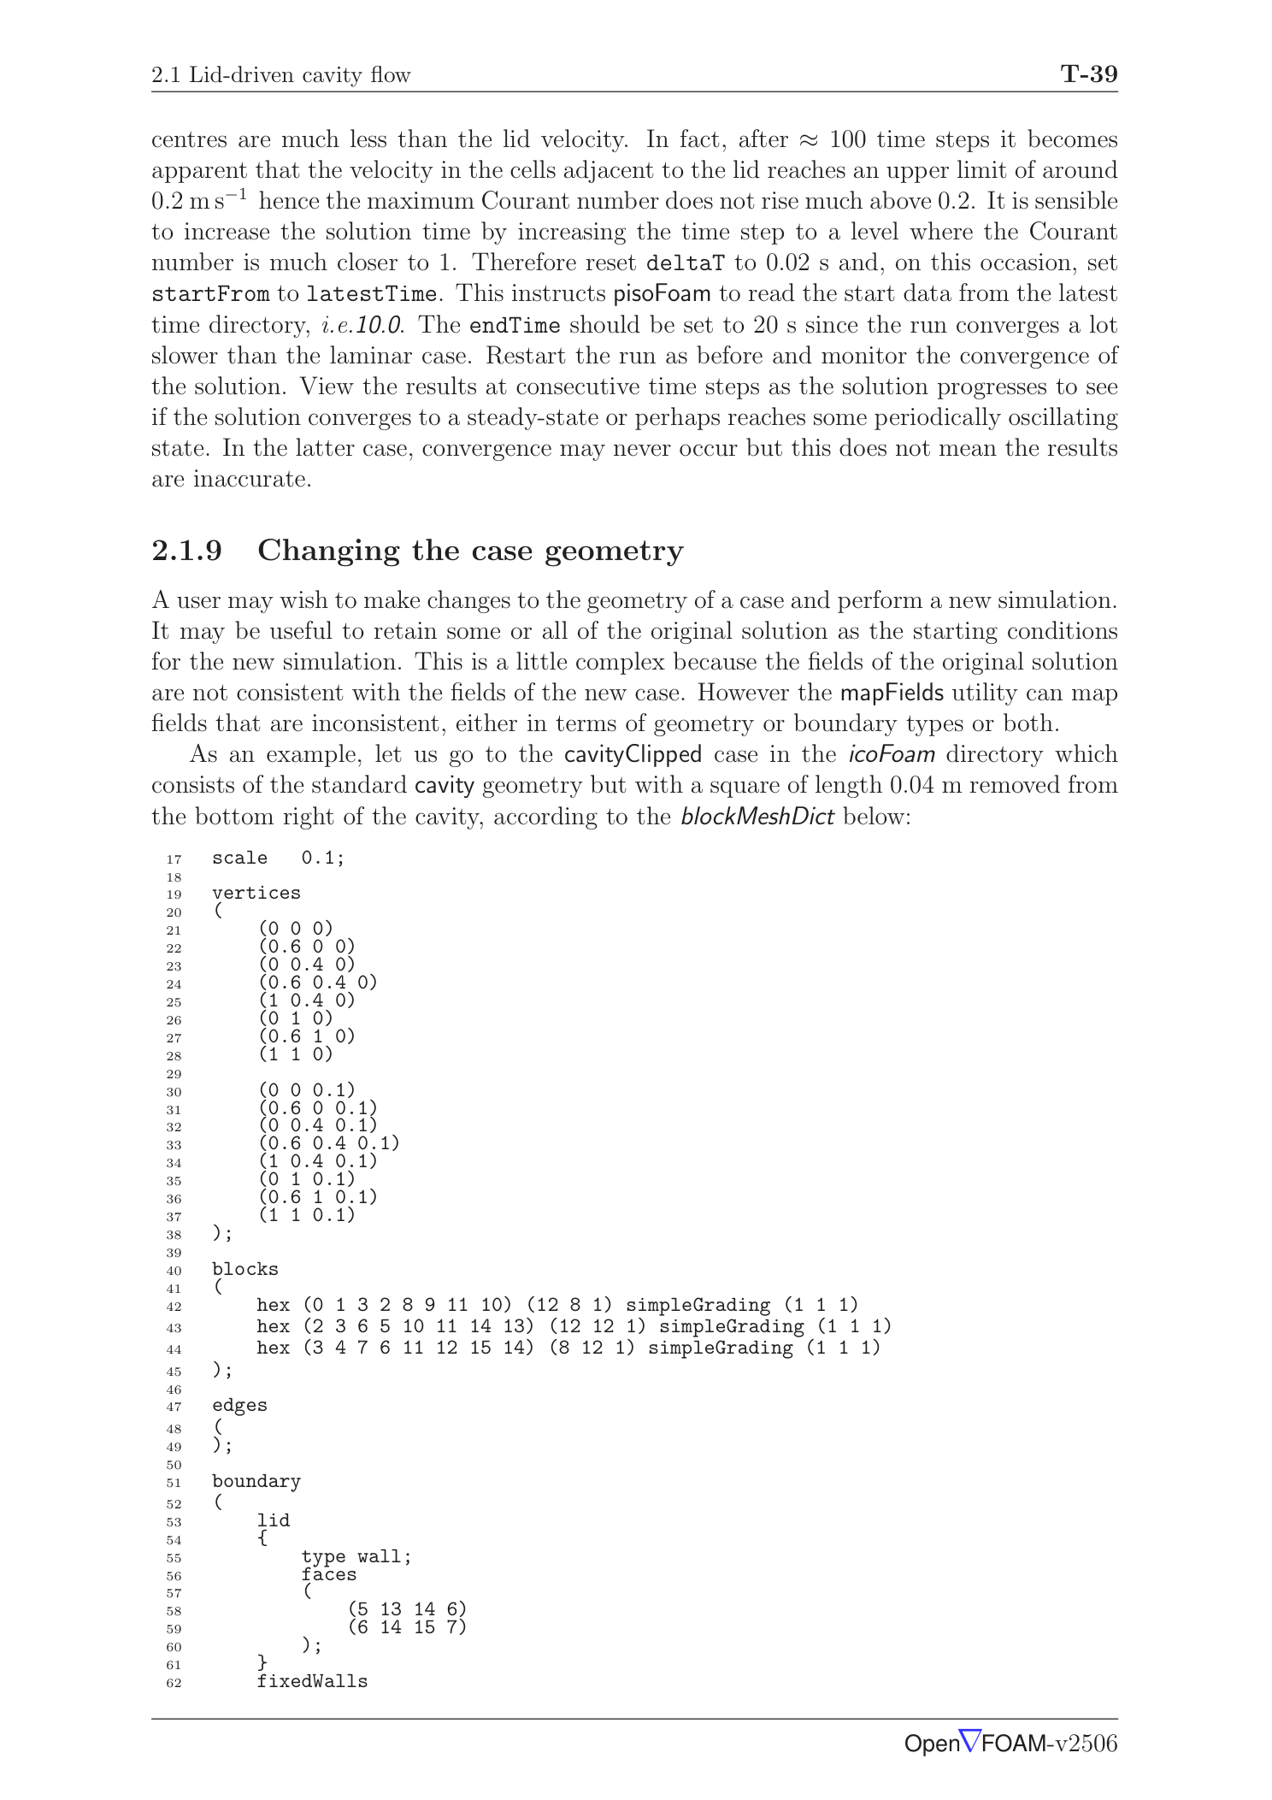 2.1 Lid-driven cavity flow T-39
centres are much less than the lid velocity. In fact, after ≈ 100 time steps it becomes
apparent that the velocity in the cells adjacent to the lid reaches an upper limit of around
0.2 m s⁻¹ hence the maximum Courant number does not rise much above 0.2. It is sensible
to increase the solution time by increasing the time step to a level where the Courant
number is much closer to 1. Therefore reset deltaT to 0.02 s and, on this occasion, set
startFrom to latestTime. This instructs pisoFoam to read the start data from the latest
time directory, i.e.10.0. The endTime should be set to 20 s since the run converges a lot
slower than the laminar case. Restart the run as before and monitor the convergence of
the solution. View the results at consecutive time steps as the solution progresses to see
if the solution converges to a steady-state or perhaps reaches some periodically oscillating
state. In the latter case, convergence may never occur but this does not mean the results
are inaccurate.
2.1.9 Changing the case geometry
A user may wish to make changes to the geometry of a case and perform a new simulation.
It may be useful to retain some or all of the original solution as the starting conditions
for the new simulation. This is a little complex because the fields of the original solution
are not consistent with the fields of the new case. However the mapFields utility can map
fields that are inconsistent, either in terms of geometry or boundary types or both.
As an example, let us go to the cavityClipped case in the icoFoam directory which
consists of the standard cavity geometry but with a square of length 0.04 m removed from
the bottom right of the cavity, according to the blockMeshDict below:
17 scale 0.1;
18
19 vertices
20 (
21 (0 0 0)
22 (0.6 0 0)
23 (0 0.4 0)
24 (0.6 0.4 0)
25 (1 0.4 0)
26 (0 1 0)
27 (0.6 1 0)
28 (1 1 0)
29
30 (0 0 0.1)
31 (0.6 0 0.1)
32 (0 0.4 0.1)
33 (0.6 0.4 0.1)
34 (1 0.4 0.1)
35 (0 1 0.1)
36 (0.6 1 0.1)
37 (1 1 0.1)
38 );
39
40 blocks
41 (
42 hex (0 1 3 2 8 9 11 10) (12 8 1) simpleGrading (1 1 1)
43 hex (2 3 6 5 10 11 14 13) (12 12 1) simpleGrading (1 1 1)
44 hex (3 4 7 6 11 12 15 14) (8 12 1) simpleGrading (1 1 1)
45 );
46
47 edges
48 (
49 );
50
51 boundary
52 (
53 lid
54 {
55 type wall;
56 faces
57 (
58 (5 13 14 6)
59 (6 14 15 7)
60 );
61 }
62 fixedWalls
Open▽FOAM-v2506